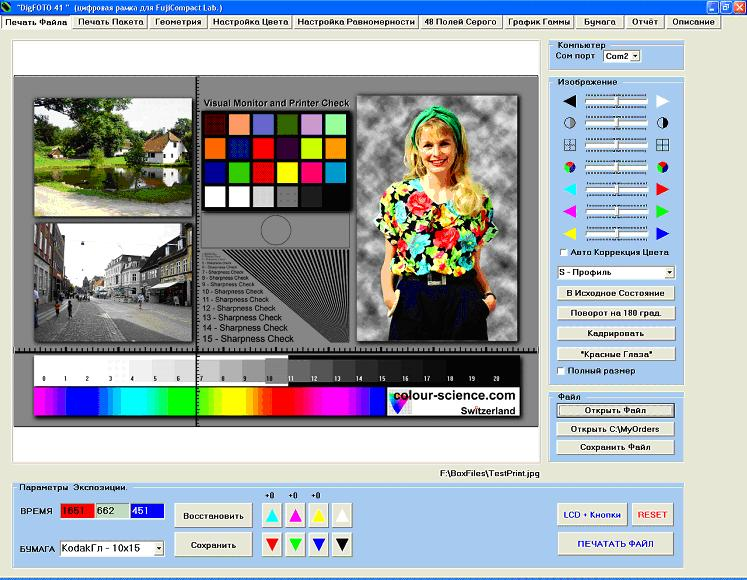 "DigFOTO 41 " (цифровая рамка для FujiCompact Lab.)
Печать Файла Печать Пакета Геометрия Настройка Цвета Настройка Равномерности 48 Полей Серого График Гаммы Бумага Отчёт Описание
Компьютер
Com порт Com2
Изображение
Авто Коррекция Цвета
S - Профиль
В Исходное Состояние
Поворот на 180 град.
Кадрировать
"Красные Глаза"
Полный размер
Файл
Открыть Файл
Открыть C:\MyOrders
Сохранить Файл
Visual Monitor and Printer Check
6 - Sharpness Check
7 - Sharpness Check
8 - Sharpness Check
9 - Sharpness Check
10 - Sharpness Check
11 - Sharpness Check
12 - Sharpness Check
13 - Sharpness Check
14 - Sharpness Check
15 - Sharpness Check
0 1 2 3 4 5 6 7 8 9 10 11 12 13 14 15 16 17 18 19 20
colour-science.com
Switzerland
F:\BoxFiles\TestPrint.jpg
Параметры Экспозиции.
ВРЕМЯ 1651 662 451
Восстановить
+0 +0 +0
БУМАГА KodakГл - 10x15
Сохранить
LCD + Кнопки
RESET
ПЕЧАТАТЬ ФАЙЛ